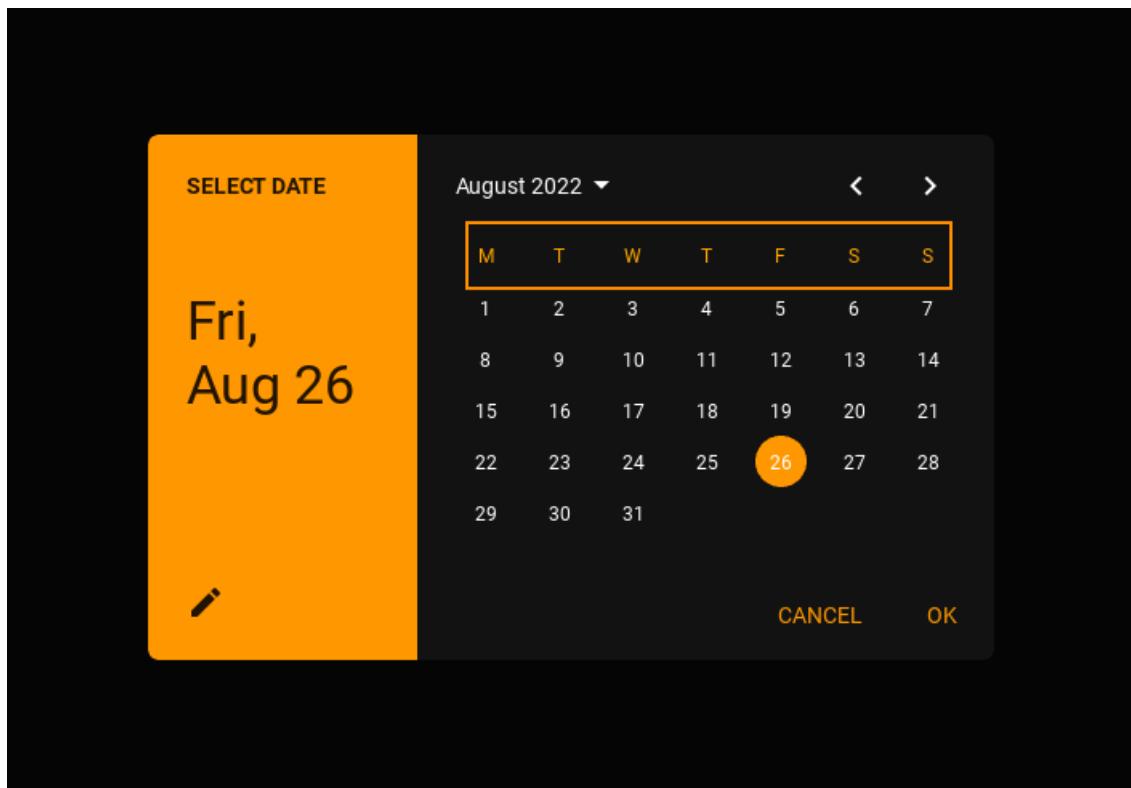 SELECT DATE
Fri,
Aug 26
August 2022
M T W T F S S
1 2 3 4 5 6 7
8 9 10 11 12 13 14
15 16 17 18 19 20 21
22 23 24 25 26 27 28
29 30 31
CANCEL OK